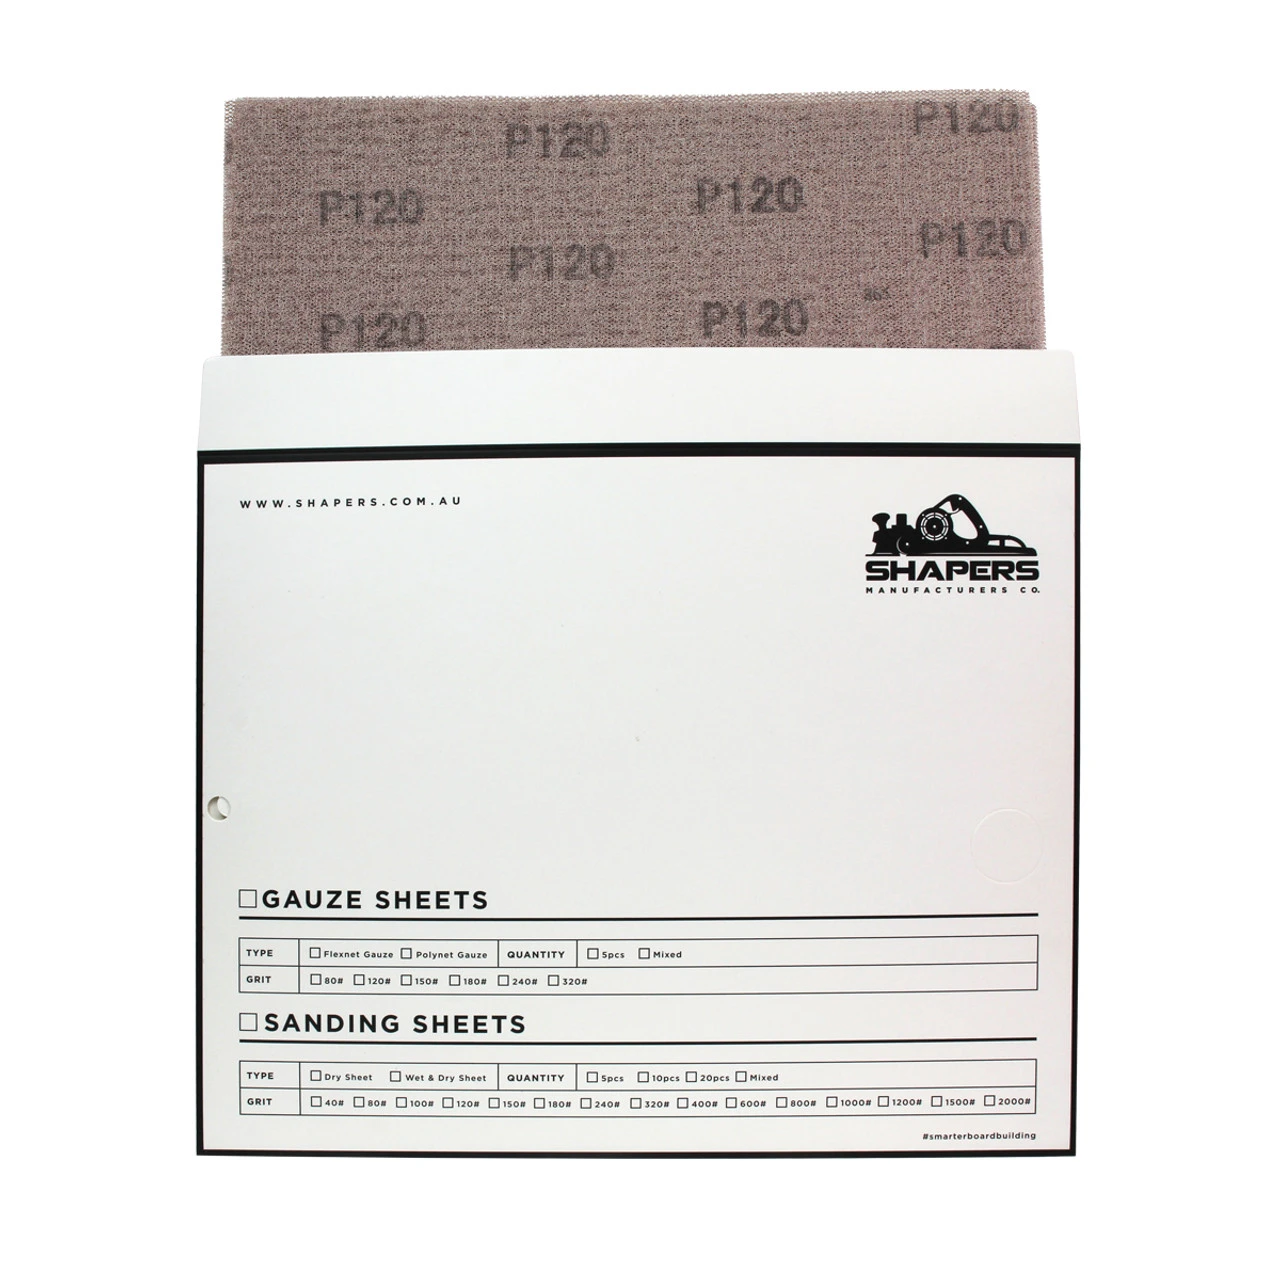 P120
P120
P120
P120
P120
P120
P120
P120
WWW.SHAPERS.COM.AU
SHAPERS
MANUFACTURERS CO.
☐ GAUZE SHEETS
TYPE ☐ Flexnet Gauze ☐ Polynet Gauze QUANTITY ☐ 5pcs ☐ Mixed
GRIT ☐ 80# ☐ 120# ☐ 150# ☐ 180# ☐ 240# ☐ 320#
☐ SANDING SHEETS
TYPE ☐ Dry Sheet ☐ Wet & Dry Sheet QUANTITY ☐ 5pcs ☐ 10pcs ☐ 20pcs ☐ Mixed
GRIT ☐ 40# ☐ 80# ☐ 100# ☐ 120# ☐ 150# ☐ 180# ☐ 240# ☐ 320# ☐ 400# ☐ 600# ☐ 800# ☐ 1000# ☐ 1200# ☐ 1500# ☐ 2000#
#smarterboardbuilding